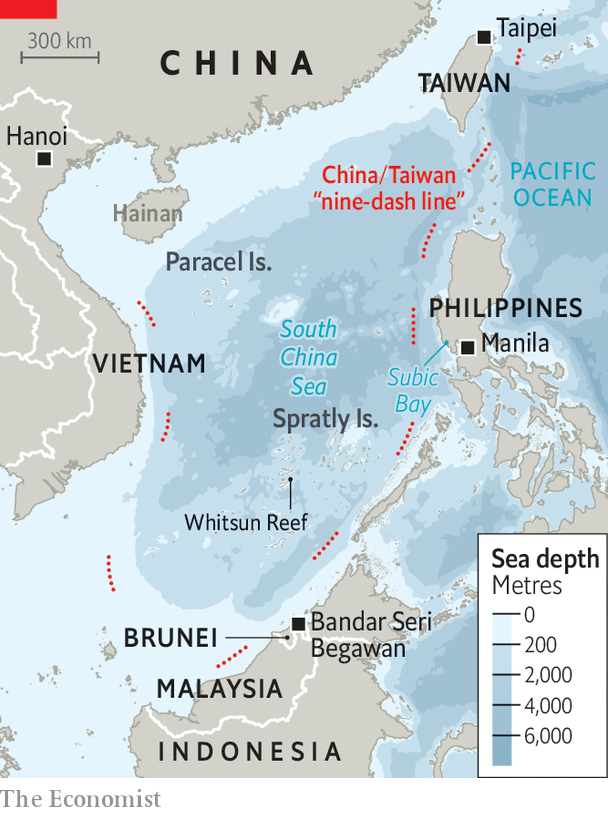 300 km
CHINA
Taipei
TAIWAN
Hanoi
China/Taiwan
“nine-dash line”
PACIFIC
OCEAN
Hainan
Paracel Is.
PHILIPPINES
South
China
Sea
Manila
VIETNAM
Subic
Bay
Spratly Is.
Whitsun Reef
Sea depth
Metres
0
200
2,000
4,000
6,000
BRUNEI
Bandar Seri
Begawan
MALAYSIA
INDONESIA
The Economist